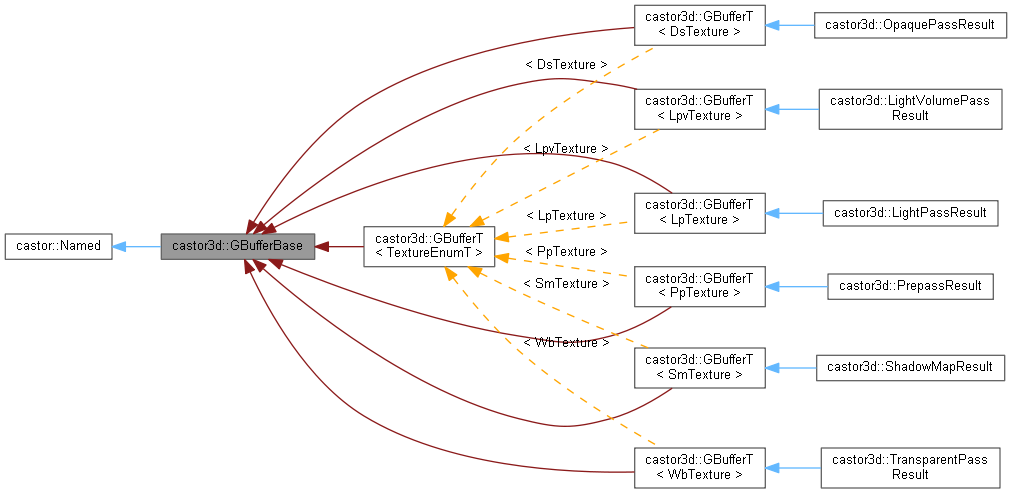 castor3d::GBufferT
< DsTexture >
castor3d::OpaquePassResult
< DsTexture >
castor3d::GBufferT
< LpvTexture >
castor3d::LightVolumePass
Result
< LpvTexture >
castor3d::GBufferT
< LpTexture >
castor3d::LightPassResult
< LpTexture >
castor::Named
castor3d::GBufferBase
castor3d::GBufferT
< TextureEnumT >
< PpTexture >
castor3d::GBufferT
< PpTexture >
castor3d::PrepassResult
< SmTexture >
< WbTexture >
castor3d::GBufferT
< SmTexture >
castor3d::ShadowMapResult
castor3d::GBufferT
< WbTexture >
castor3d::TransparentPass
Result